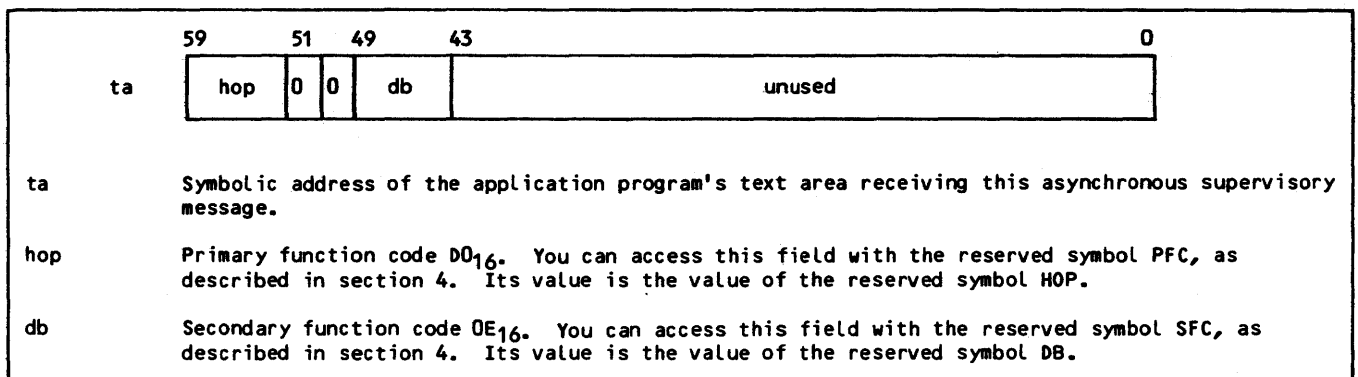 59 51 49 43 0
ta hop 0 0 db unused
ta Symbolic address of the application program's text area receiving this asynchronous supervisory
message.
hop Primary function code D0₁₆. You can access this field with the reserved symbol PFC, as
described in section 4. Its value is the value of the reserved symbol HOP.
db Secondary function code 0E₁₆. You can access this field with the reserved symbol SFC, as
described in section 4. Its value is the value of the reserved symbol DB.